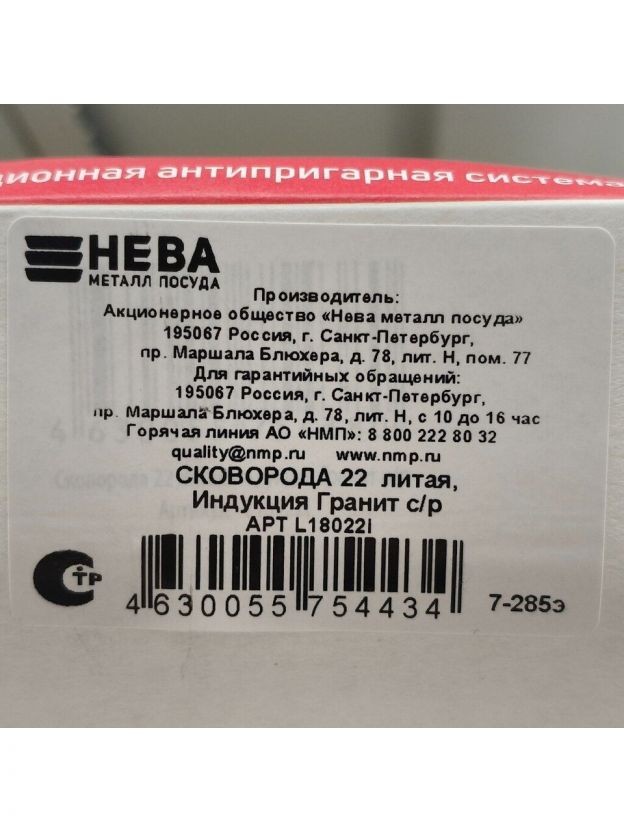 ционная антипригарная система
НЕВА
МЕТАЛЛ ПОСУДА
Производитель:
Акционерное общество «Нева металл посуда»
195067 Россия, г. Санкт-Петербург,
пр. Маршала Блюхера, д. 78, лит. Н, пом. 77
Для гарантийных обращений:
195067 Россия, г. Санкт-Петербург,
пр. Маршала Блюхера, д. 78, лит. Н, с 10 до 16 час
Горячая линия АО «НМП»: 8 800 222 80 32
quality@nmp.ru www.nmp.ru
СКОВОРОДА 22 литая,
Индукция Гранит с/р
АРТ L18022i
СТР
4 630055 754434
7-285э